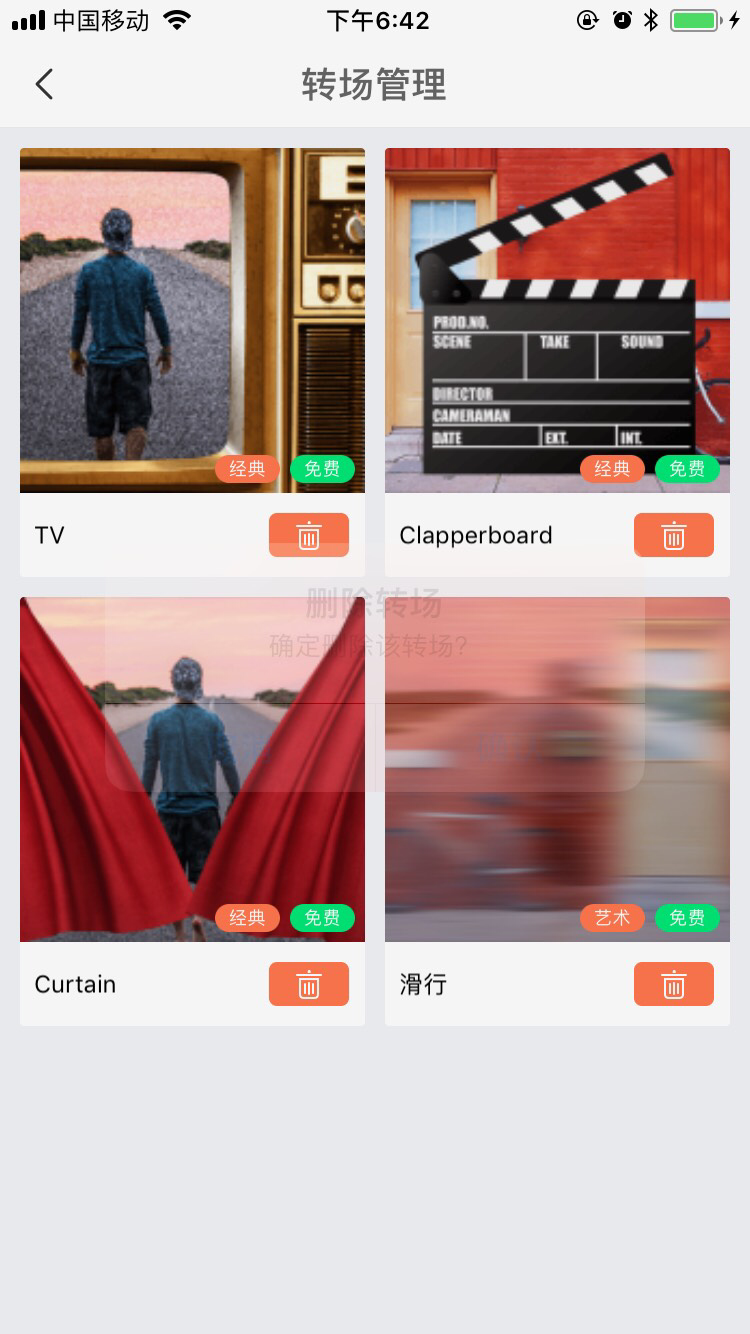 中国移动
下午6:42
转场管理
PROD.NO.
SCENE
TAKE
SOUND
DIRECTOR
CAMERAMAN
DATE
EXT.
INT.
经典
免费
经典
免费
TV
Clapperboard
删除转场
确定删除该转场?
经典
免费
艺术
免费
Curtain
滑行